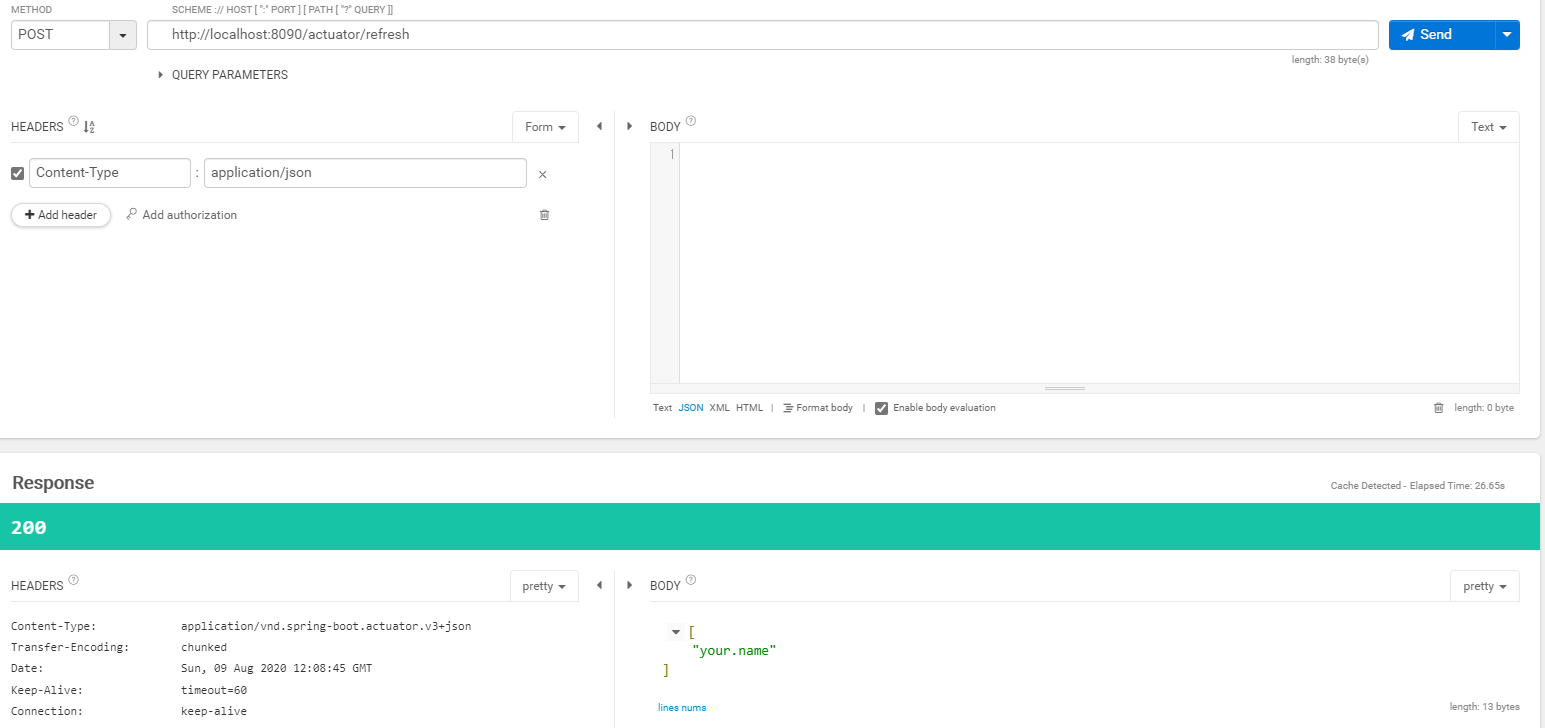 METHOD
SCHEME :// HOST [ ":" PORT ] [ PATH [ "?" QUERY ]]
POST
http://localhost:8090/actuator/refresh
Send
length: 38 byte(s)
QUERY PARAMETERS
HEADERS ? A Z
Form
BODY ?
Text
Content-Type : application/json ×
1
+ Add header
Add authorization
Text JSON XML HTML | Format body | Enable body evaluation
length: 0 byte
Response
Cache Detected - Elapsed Time: 26.65s
200
HEADERS ?
pretty
BODY ?
pretty
Content-Type: application/vnd.spring-boot.actuator.v3+json
Transfer-Encoding: chunked
Date: Sun, 09 Aug 2020 12:08:45 GMT
Keep-Alive: timeout=60
Connection: keep-alive
[
"your.name"
]
lines nums
length: 13 bytes